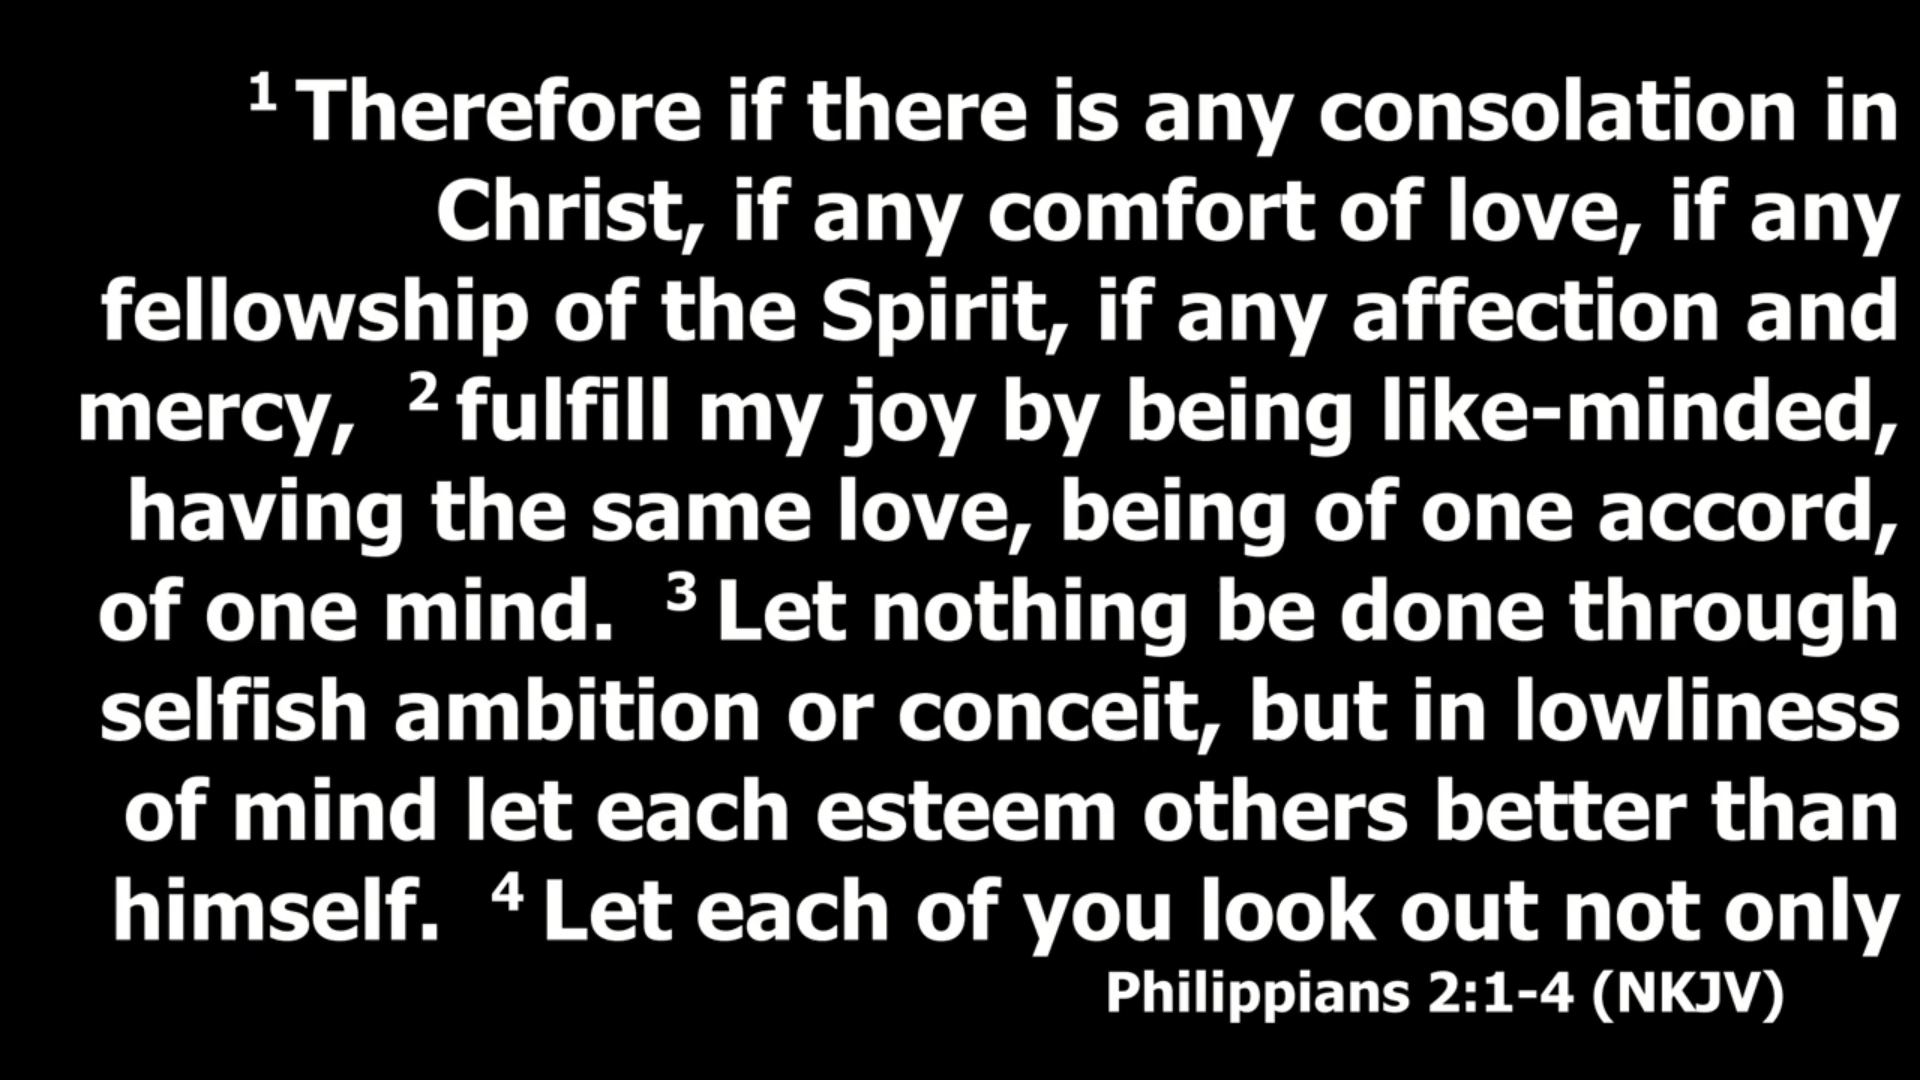 1 Therefore if there is any consolation in
Christ, if any comfort of love, if any
fellowship of the Spirit, if any affection and
mercy, 2 fulfill my joy by being like-minded,
having the same love, being of one accord,
of one mind. 3 Let nothing be done through
selfish ambition or conceit, but in lowliness
of mind let each esteem others better than
himself. 4 Let each of you look out not only
Philippians 2:1-4 (NKJV)